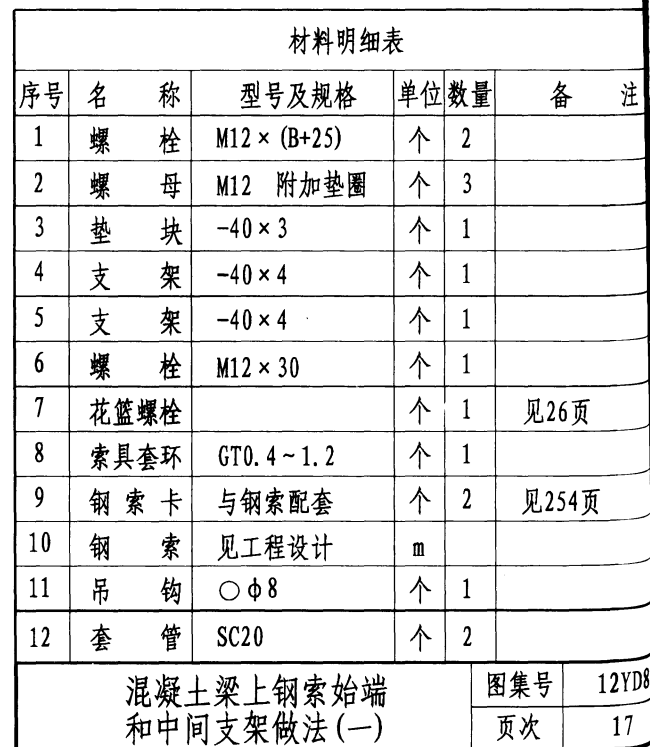 材料明细表
序号 名称 型号及规格 单位 数量 备注
1 螺栓 M12×(B+25) 个 2
2 螺母 M12 附加垫圈 个 3
3 垫块 -40×3 个 1
4 支架 -40×4 个 1
5 支架 -40×4 个 1
6 螺栓 M12×30 个 1
7 花篮螺栓 个 1 见26页
8 索具套环 GT0.4~1.2 个 1
9 钢索卡 与钢索配套 个 2 见254页
10 钢索 见工程设计 m
11 吊钩 ○ф8 个 1
12 套管 SC20 个 2
混凝土梁上钢索始端 图集号 12YD8
和中间支架做法(一) 页次 17